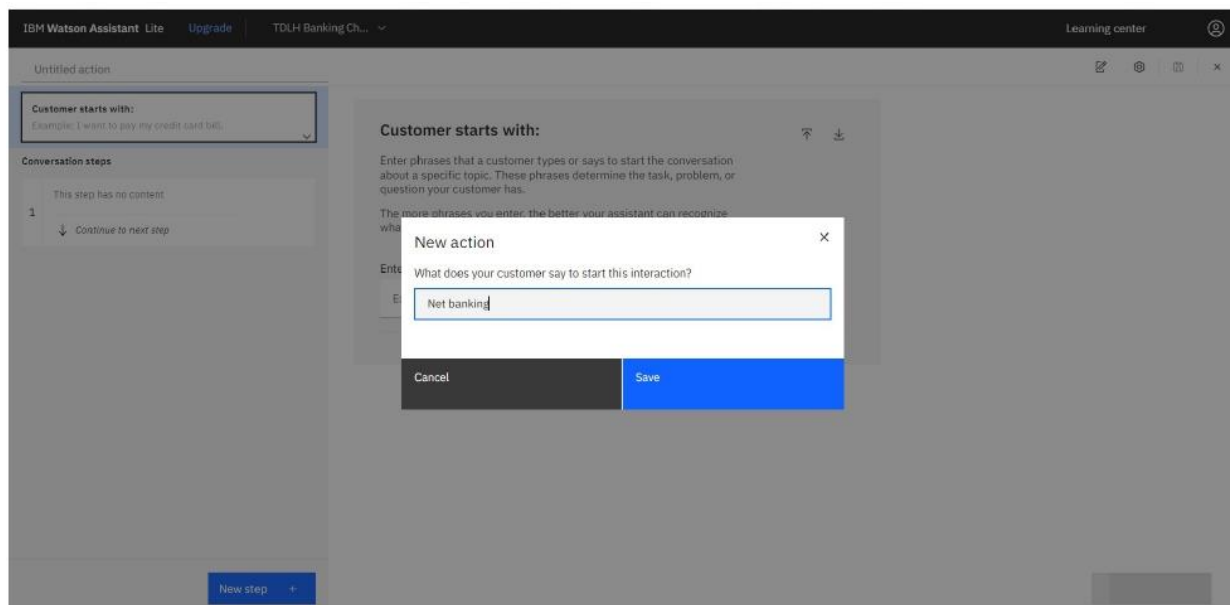 IBM Watson Assistant Lite Upgrade TDLH Banking Ch...
Learning center
Untitled action
Customer starts with:
Example: I want to pay my credit card bill.
Conversation steps
This step has no content
1
Continue to next step
New step +
Customer starts with:
Enter phrases that a customer types or says to start the conversation
about a specific topic. These phrases determine the task, problem, or
question your customer has.
The more phrases you enter, the better your assistant can recognize
New action
What does your customer say to start this interaction?
Net banking
Cancel
Save